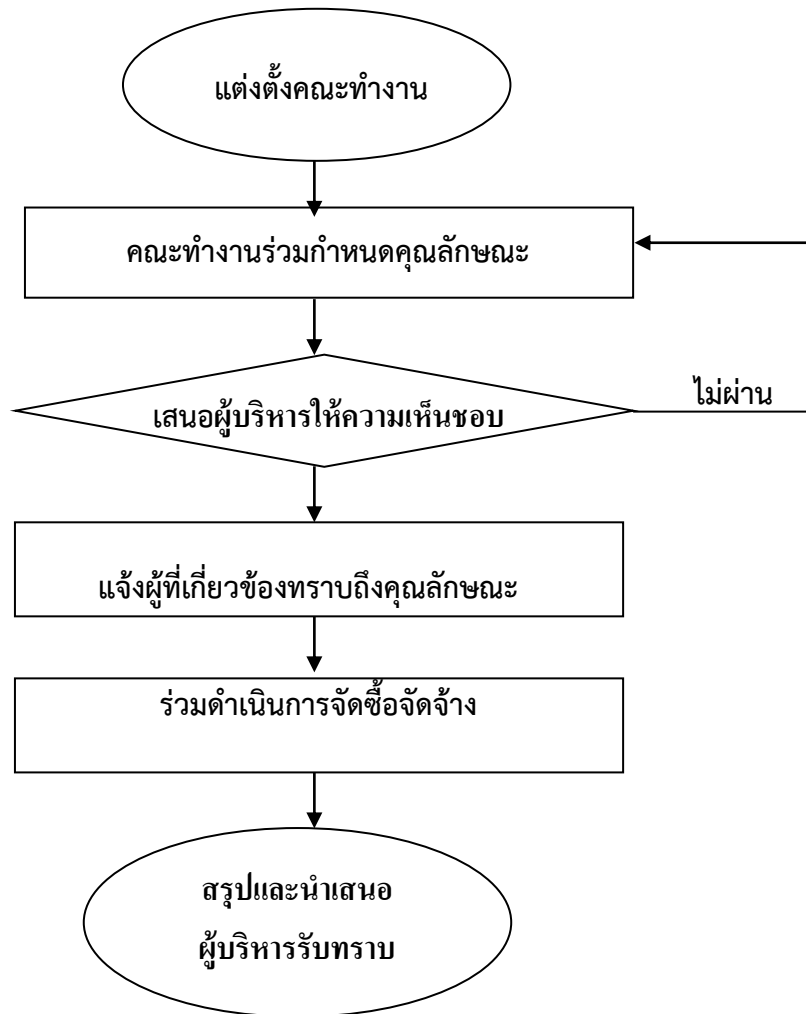 แต่งตั้งคณะทำงาน
คณะทำงานร่วมกำหนดคุณลักษณะ
เสนอผู้บริหารให้ความเห็นชอบ
ไม่ผ่าน
แจ้งผู้ที่เกี่ยวข้องทราบถึงคุณลักษณะ
ร่วมดำเนินการจัดซื้อจัดจ้าง
สรุปและนำเสนอ
ผู้บริหารรับทราบ